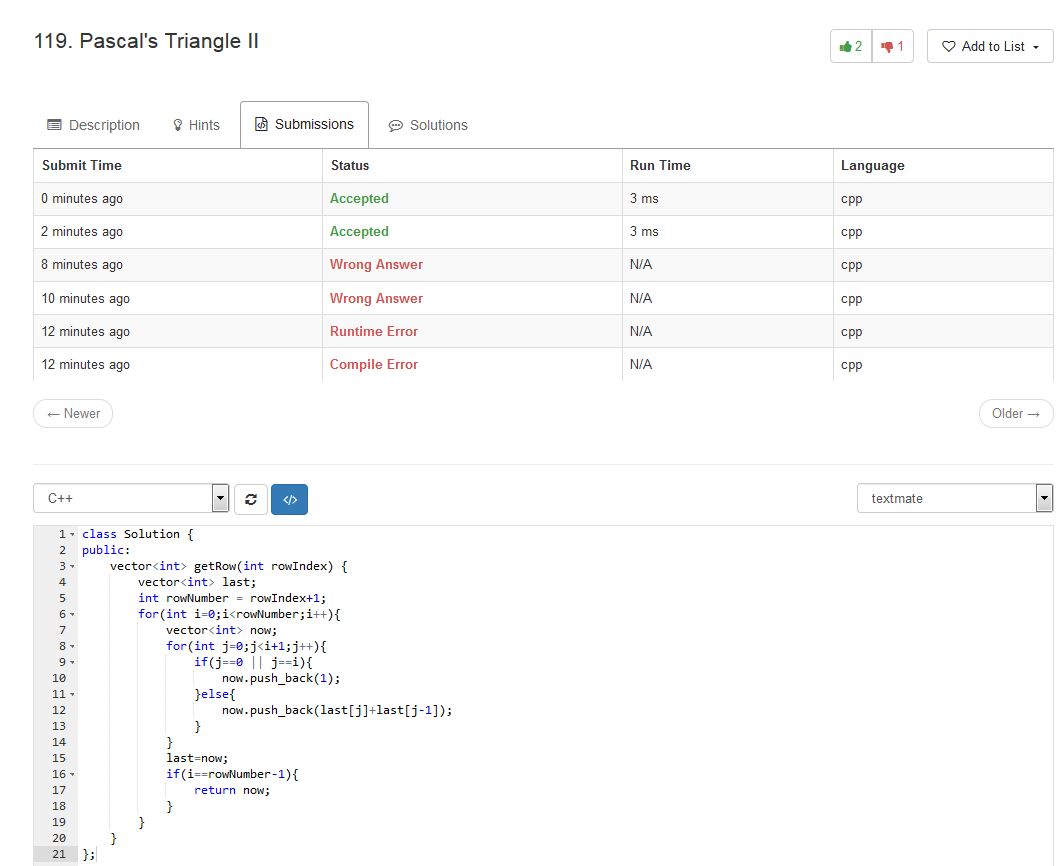 119. Pascal's Triangle II
2 1 Add to List
Description Hints Submissions Solutions
Submit Time Status Run Time Language
0 minutes ago Accepted 3 ms cpp
2 minutes ago Accepted 3 ms cpp
8 minutes ago Wrong Answer N/A cpp
10 minutes ago Wrong Answer N/A cpp
12 minutes ago Runtime Error N/A cpp
12 minutes ago Compile Error N/A cpp
← Newer Older →
C++ </> textmate
1 class Solution {
2 public:
3     vector<int> getRow(int rowIndex) {
4         vector<int> last;
5         int rowNumber = rowIndex+1;
6         for(int i=0;i<rowNumber;i++){
7             vector<int> now;
8             for(int j=0;j<i+1;j++){
9                 if(j==0 || j==i){
10                     now.push_back(1);
11                 }else{
12                     now.push_back(last[j]+last[j-1]);
13                 }
14             }
15             last=now;
16             if(i==rowNumber-1){
17                 return now;
18             }
19         }
20     }
21 };